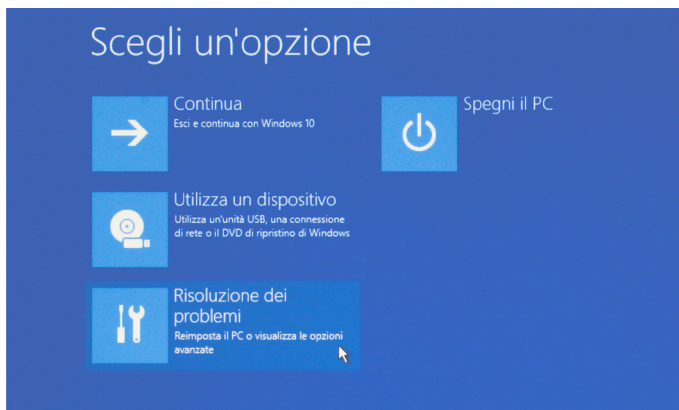 Scegli un'opzione
Continua
Esci e continua con Windows 10
Spegni il PC
Utilizza un dispositivo
Utilizza un'unità USB, una connessione
di rete o il DVD di ripristino di Windows
Risoluzione dei
problemi
Reimposta il PC o visualizza le opzioni
avanzate